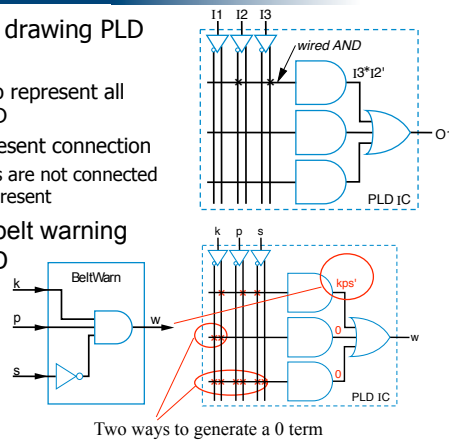 drawing PLD
represent all
esent connection
s are not connected
resent
belt warning
I1 I2 I3
wired AND
I3*I2'
PLD IC
BeltWarn
k
p
s
w
k p s
kps'
0
0
w
PLD IC
Two ways to generate a 0 term